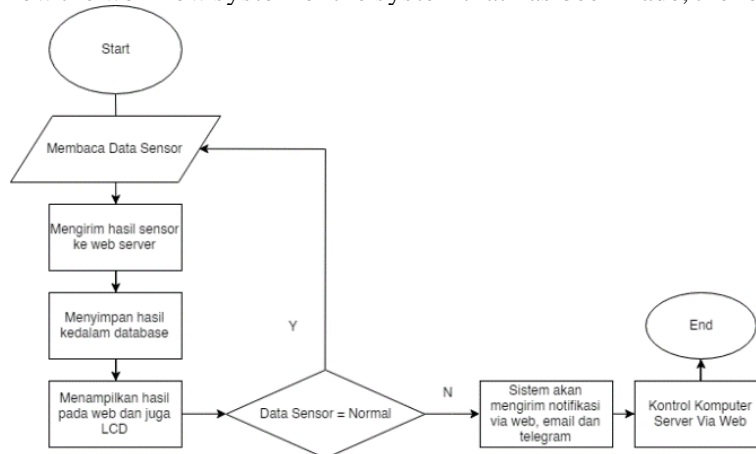 Start
Membaca Data Sensor
Mengirim hasil sensor
ke web server
Menyimpan hasil
kedalam database
Menampilkan hasil
pada web dan juga
LCD
Y
Data Sensor = Normal
N
Sistem akan
mengirim notifikasi
via web, email dan
telegram
Kontrol Komputer
Server Via Web
End